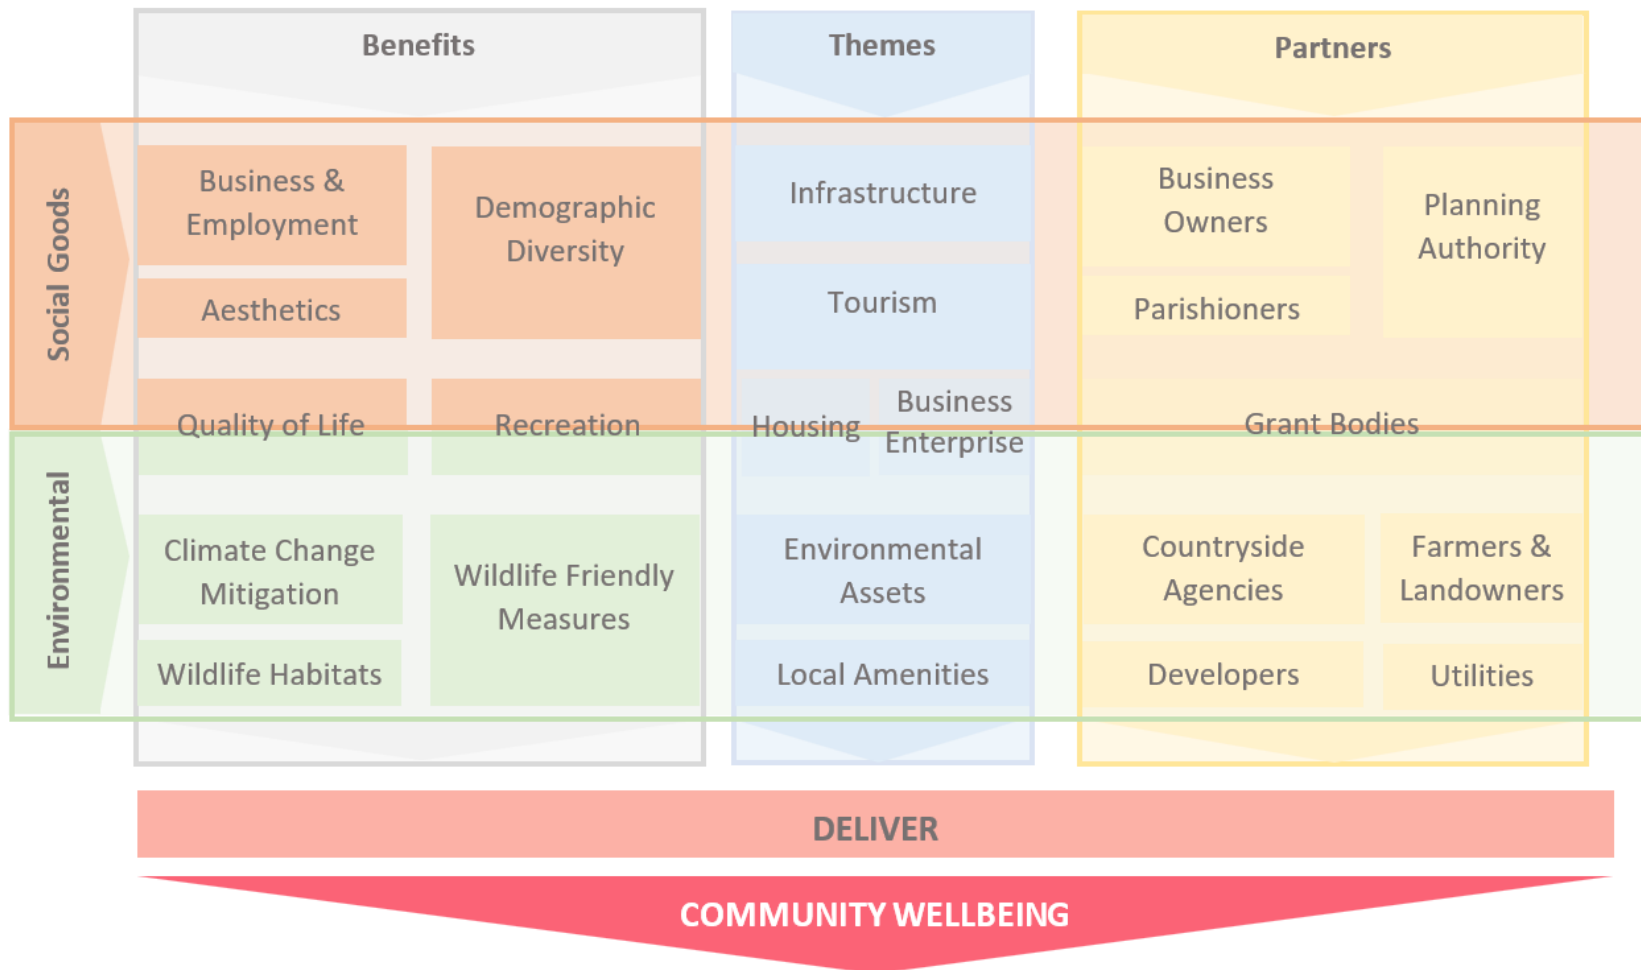 Benefits
Themes
Partners
Social Goods
Business &
Employment
Demographic
Diversity
Aesthetics
Infrastructure
Tourism
Business
Owners
Planning
Authority
Parishioners
Quality of Life
Recreation
Housing
Business
Enterprise
Grant Bodies
Environmental
Climate Change
Mitigation
Wildlife Friendly
Measures
Wildlife Habitats
Environmental
Assets
Local Amenities
Countryside
Agencies
Farmers &
Landowners
Developers
Utilities
DELIVER
COMMUNITY WELLBEING